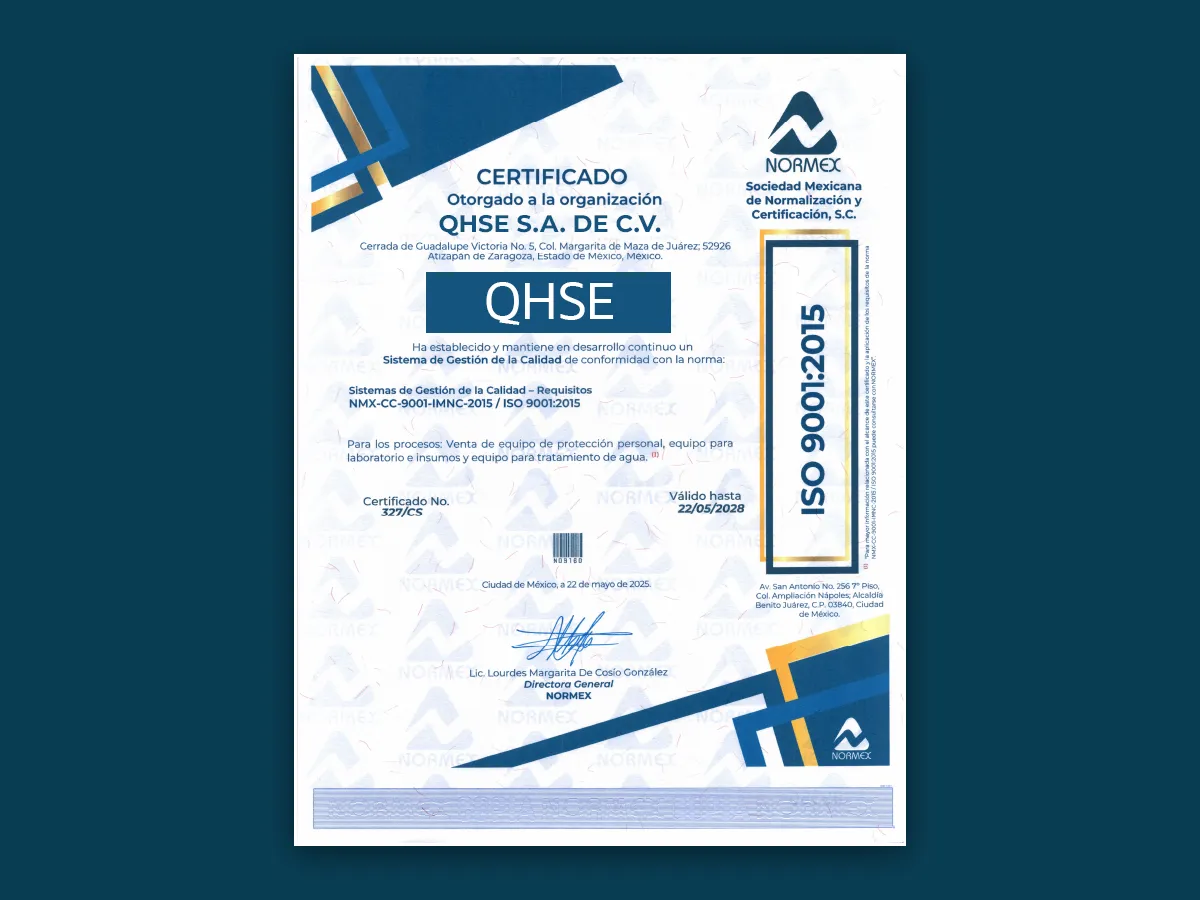 CERTIFICADO
Otorgado a la organización
QHSE S.A. DE C.V.
Cerrada de Guadalupe Victoria No. 5, Col. Margarita de Maza de Juárez; 52926
Atizapán de Zaragoza, Estado de México, México.
QHSE
Ha establecido y mantiene en desarrollo continuo un
Sistema de Gestión de la Calidad de conformidad con la norma:
Sistemas de Gestión de la Calidad – Requisitos
NMX-CC-9001-IMNC-2015 / ISO 9001:2015
Para los procesos: Venta de equipo de protección personal, equipo para
laboratorio e insumos y equipo para tratamiento de agua. (1)
Certificado No.
327/CS
Válido hasta
22/05/2028
N09160
Ciudad de México, a 22 de mayo de 2025.
Lic. Lourdes Margarita De Cosío González
Directora General
NORMEX
NORMEX
Sociedad Mexicana
de Normalización y
Certificación, S.C.
ISO 9001:2015
(1) "Para mayor información relacionada con el alcance de este certificado y la aplicación de los requisitos de la norma
NMX-CC-9001-IMNC-2015 / ISO 9001:2015 puede consultarse con NORMEX".
Av. San Antonio No. 256 7º Piso,
Col. Ampliación Nápoles; Alcaldía
Benito Juárez, C.P. 03840, Ciudad
de México.
NORMEX